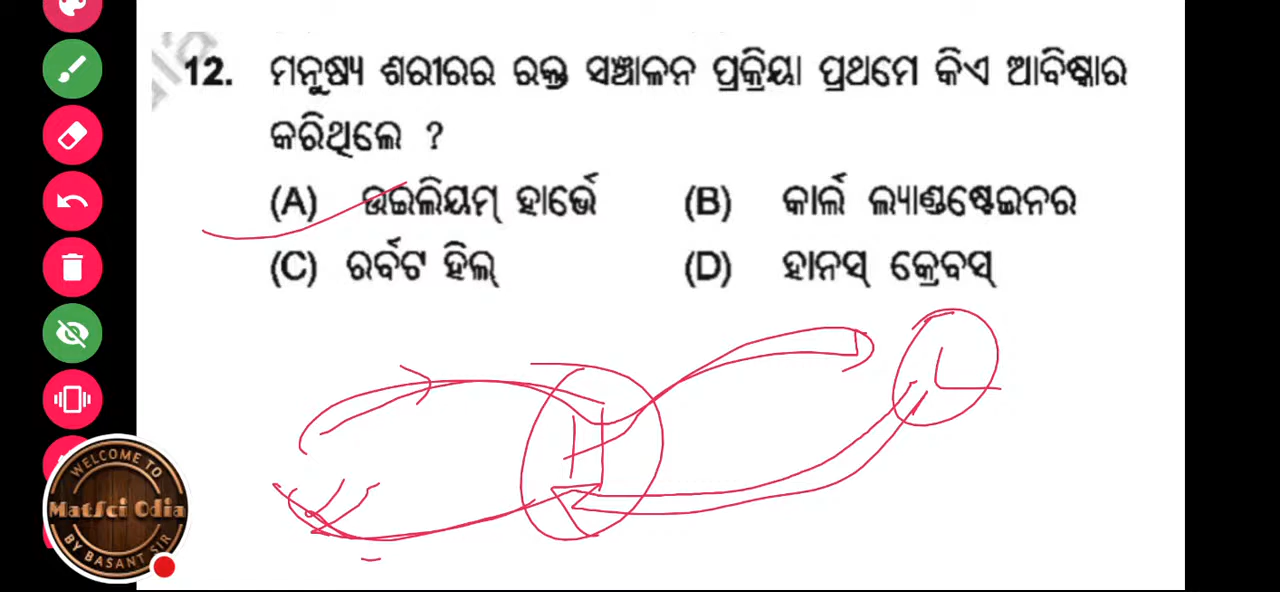 12. ମନୁଷ୍ୟ ଶରୀରର ରକ୍ତ ସଞ୍ଚାଳନ ପ୍ରକ୍ରିୟା ପ୍ରଥମେ କିଏ ଆବିଷ୍କାର
କରିଥିଲେ ?
(A) ଉଇଲିୟମ୍ ହାର୍ଭେ (B) କାର୍ଲ ଲ୍ୟାଣ୍ଡଷ୍ଟେଇନର
(C) ରର୍ବଟ ହିଲ୍ (D) ହାନସ୍ କ୍ରେବସ୍
WELCOME TO
MatSci Odia
BY BASANT SIR